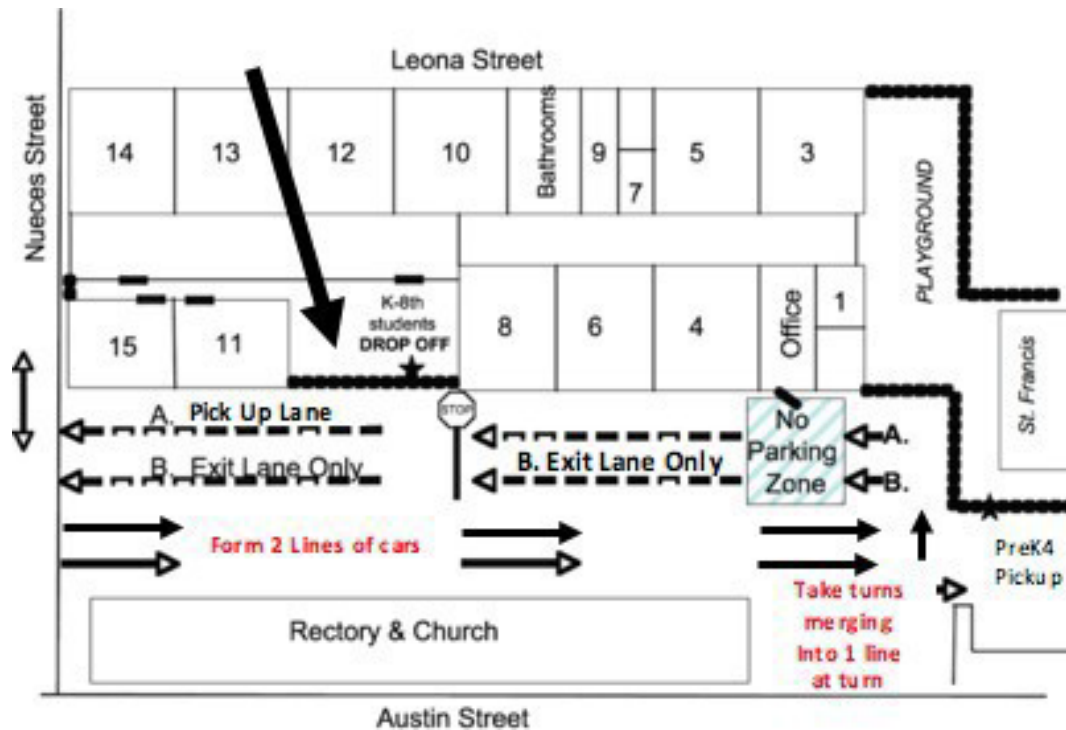 Leona Street
Nueces Street
14
13
12
10
Bathrooms
9
7
5
3
PLAYGROUND
K-8th
students
DROP OFF
15
11
8
6
4
Office
1
St. Francis
STOP
A. Pick Up Lane
B. Exit Lane Only
B. Exit Lane Only
No
Parking
Zone
A.
B.
Form 2 Lines of cars
PreK4
Pickup
Take turns
merging
Into 1 line
at turn
Rectory & Church
Austin Street